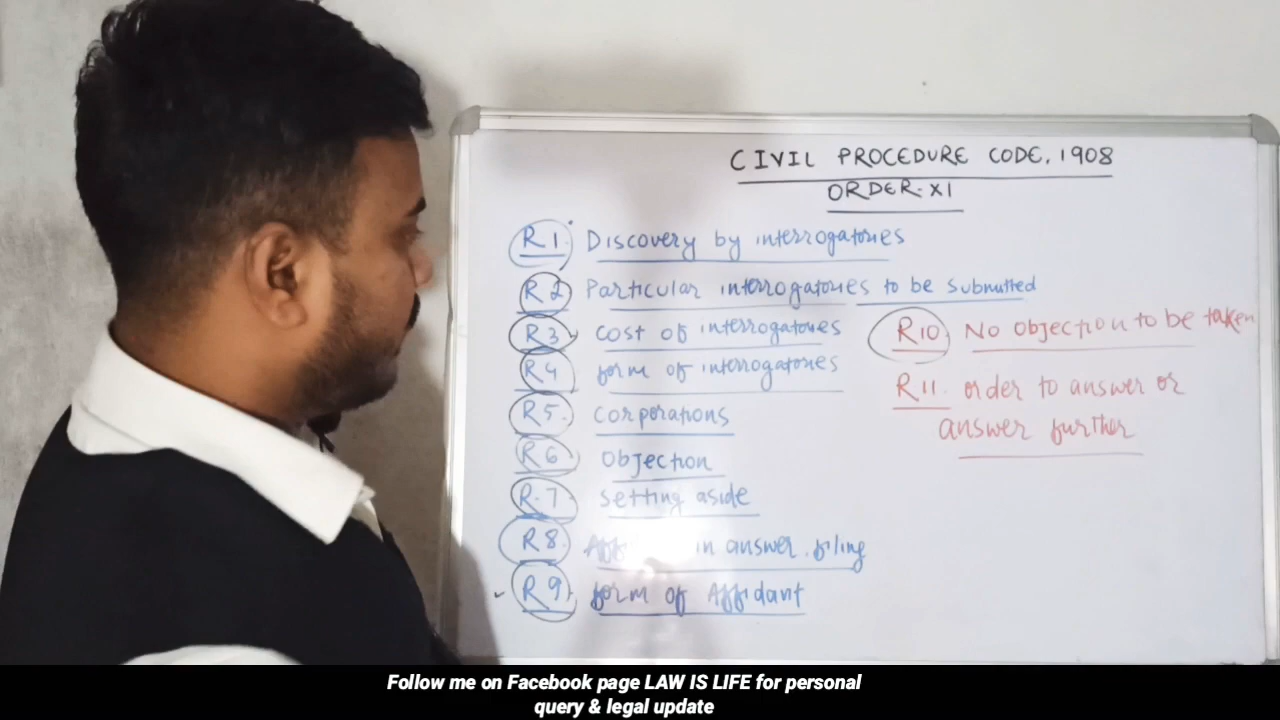 CIVIL PROCEDURE CODE, 1908
ORDER-XI
R1. Discovery by interrogatories
R2 Particular interrogatories to be submitted
R3 cost of interrogatories
R4 form of interrogatories
R5. corporations
R6 objection
R.7 setting aside
R8. in answer. filing
R9. form of Affidavit
R10 No objection to be taken
R11. order to answer or
answer further
Follow me on Facebook page LAW IS LIFE for personal
query & legal update